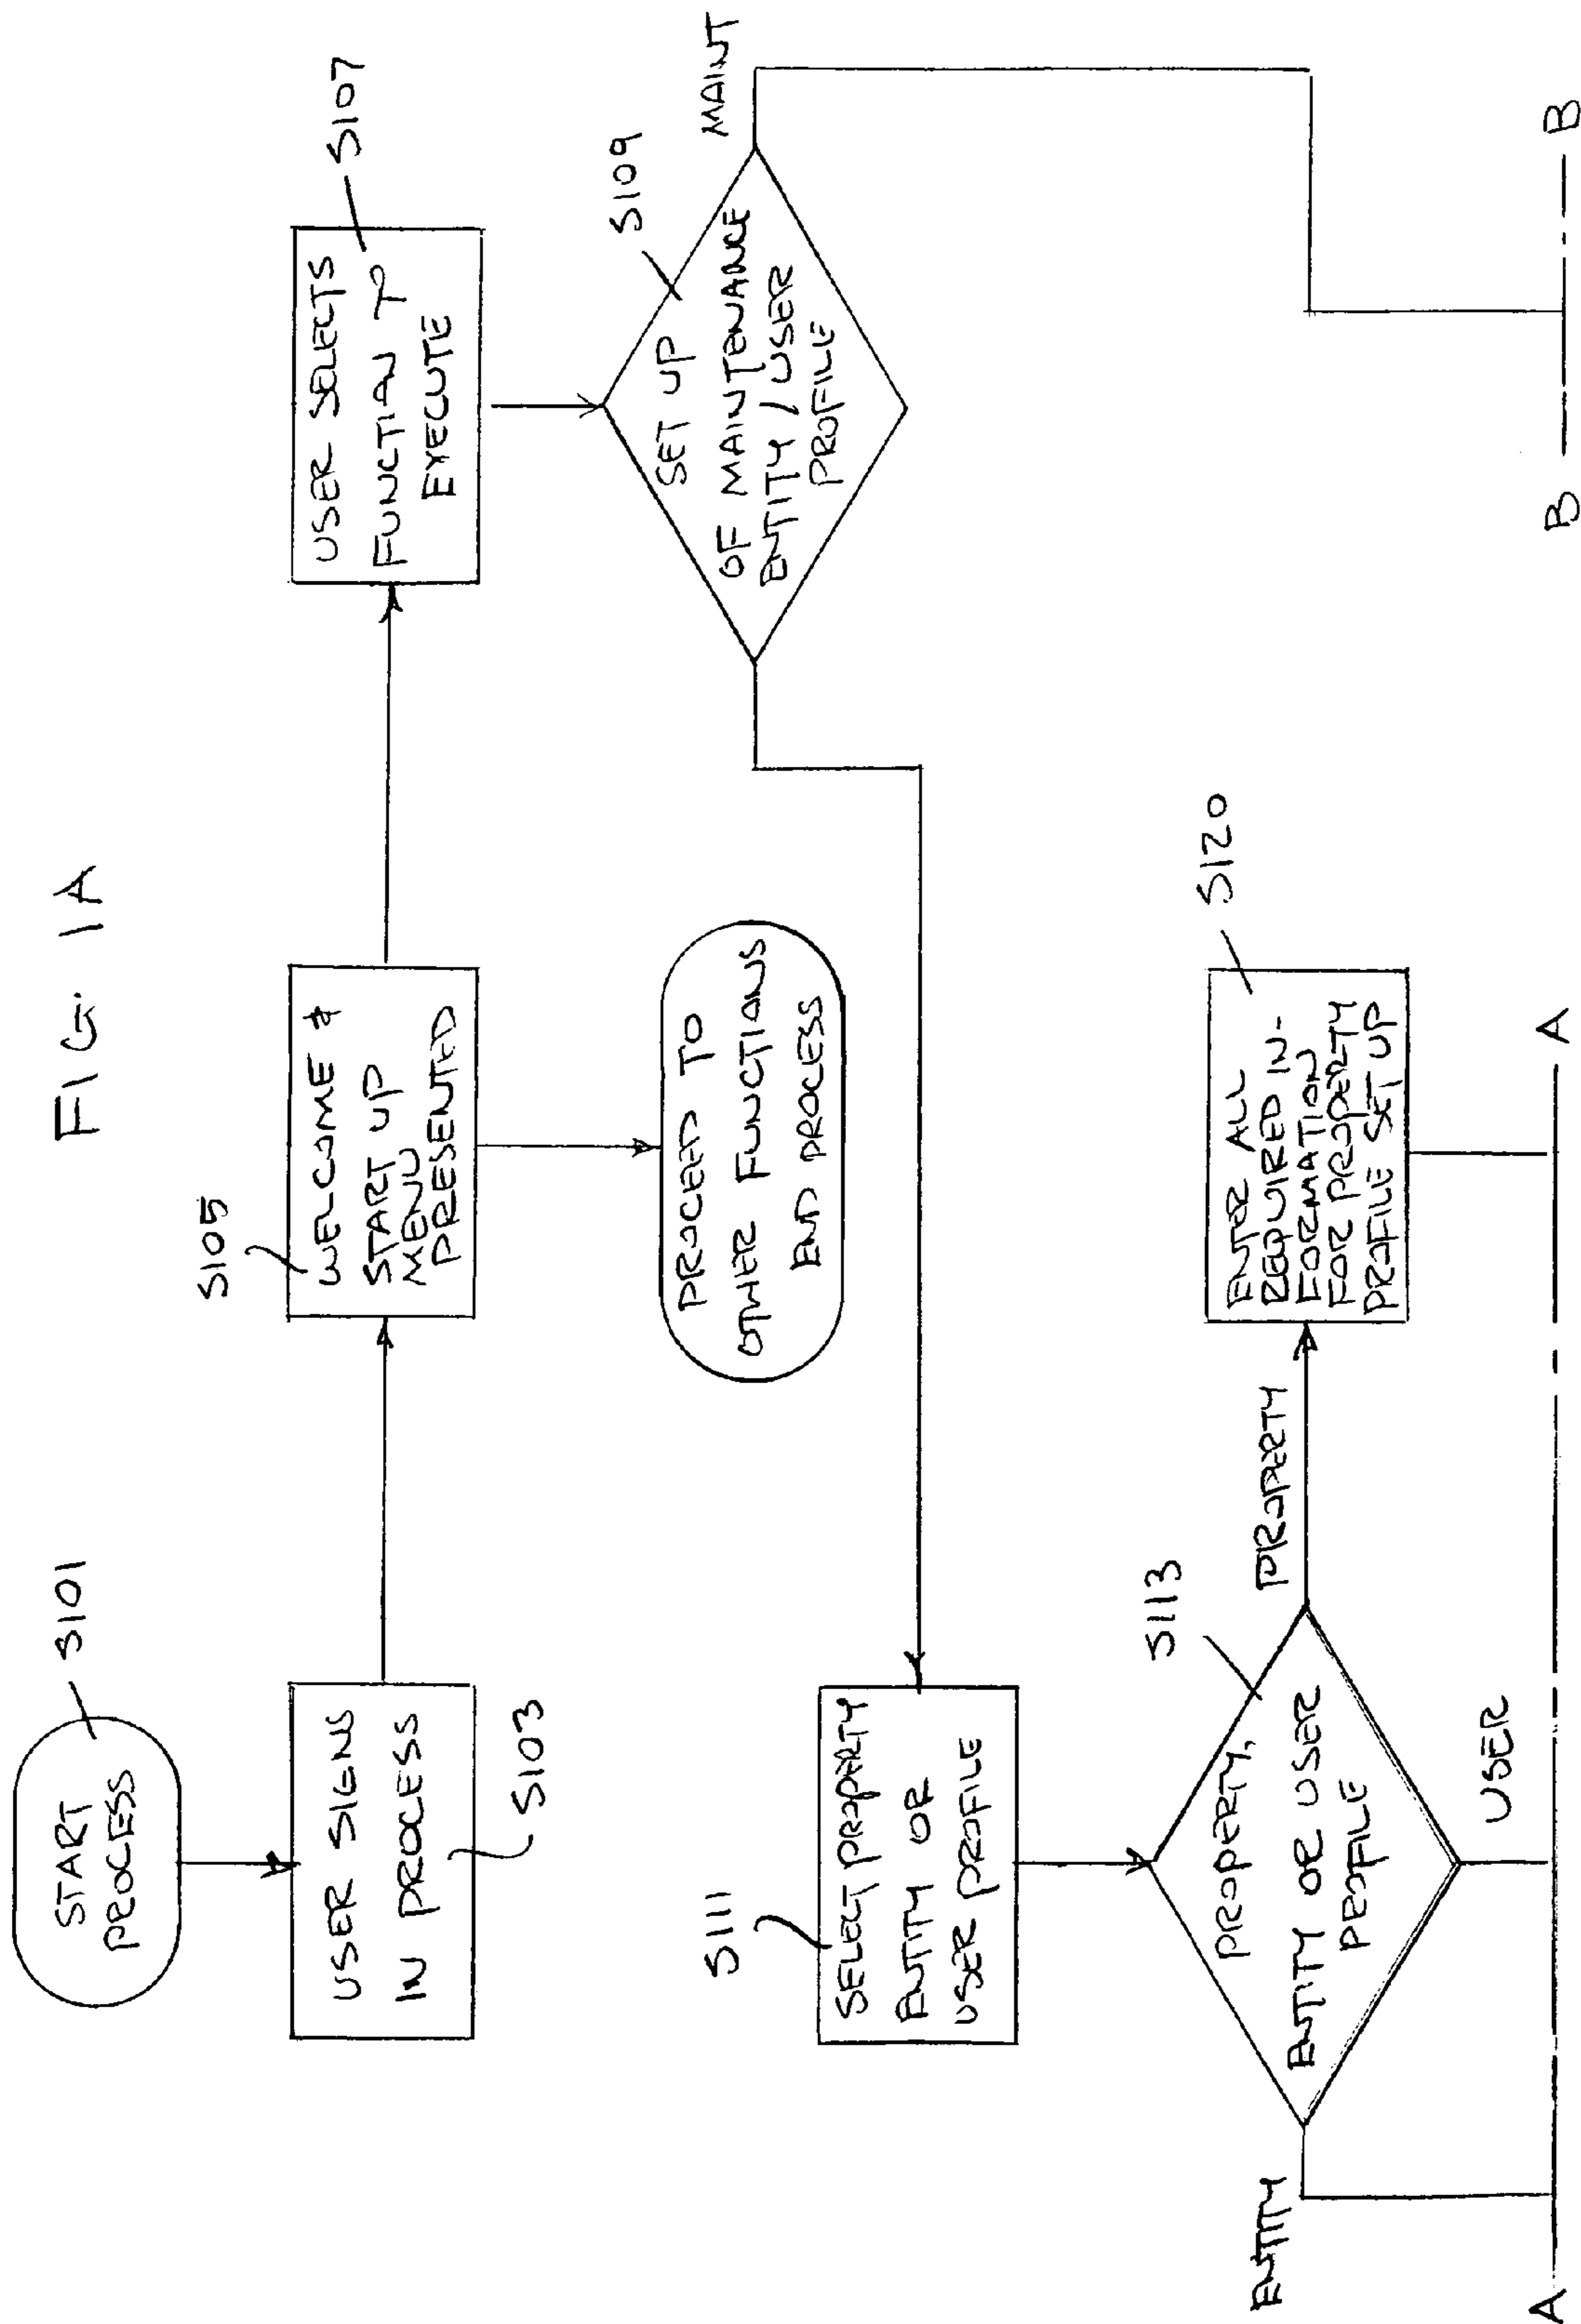 FIG. 1A
S101
START
PROCESS
USER SIGNS
IN PROCESS
S103
S105
WELCOME &
START UP
MENU
PRESENTED
S107
USER SELECTS
FUNCTION TO
EXECUTE
PROCEED TO
OTHER FUNCTIONS
END PROCESS
S109
SET UP
OF MAINTENANCE
ENTITY / USER
PROFILE
MAINT
S111
SELECT PROPERTY
ENTITY OR
USER PROFILE
S113
PROPERTY,
ENTITY OR USER
PROFILE
ENTITY
PROPERTY
USER
S120
ENTER ALL
REQUIRED IN-
FORMATION
FOR PROPERTY
PROFILE SET UP
A
A
B
B